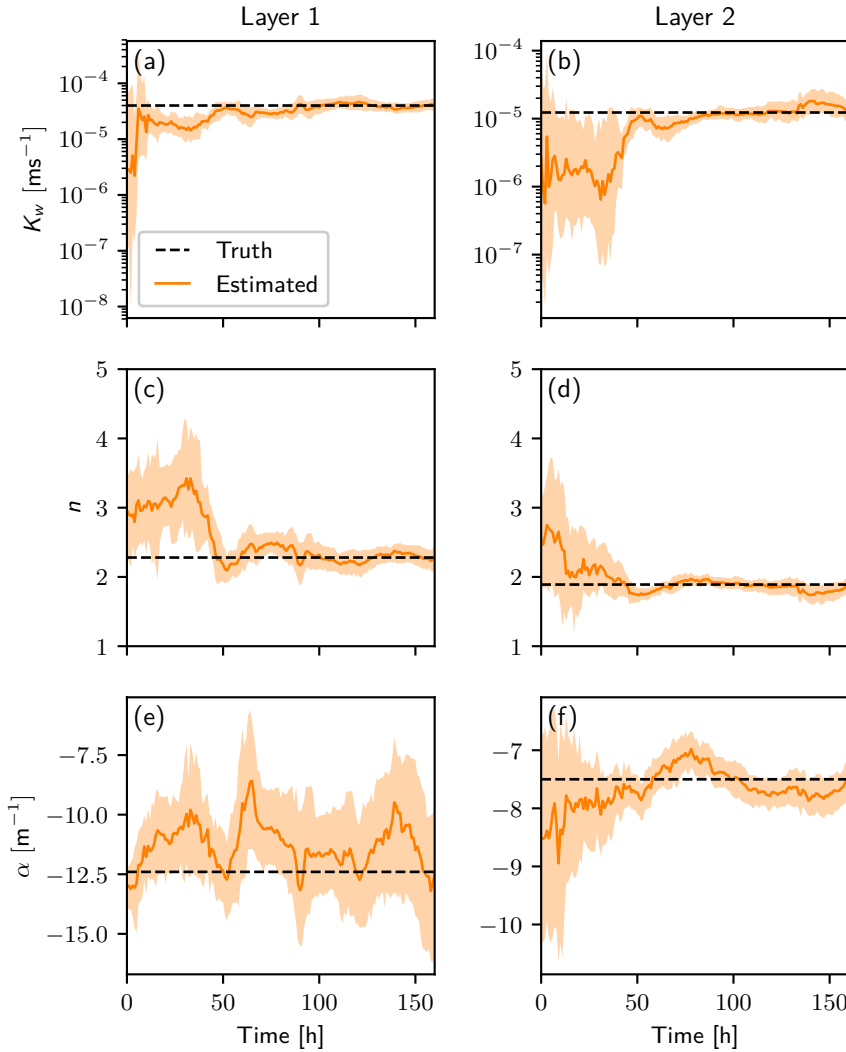 Layer 1
Layer 2
(a)
10⁻⁴
10⁻⁵
10⁻⁶
10⁻⁷
10⁻⁸
K_w [ms⁻¹]
Truth
Estimated
(b)
10⁻⁴
10⁻⁵
10⁻⁶
10⁻⁷
(c)
5
4
3
2
1
n
(d)
5
4
3
2
1
(e)
−7.5
−10.0
−12.5
−15.0
α [m⁻¹]
0
50
100
150
Time [h]
(f)
−7
−8
−9
−10
0
50
100
150
Time [h]